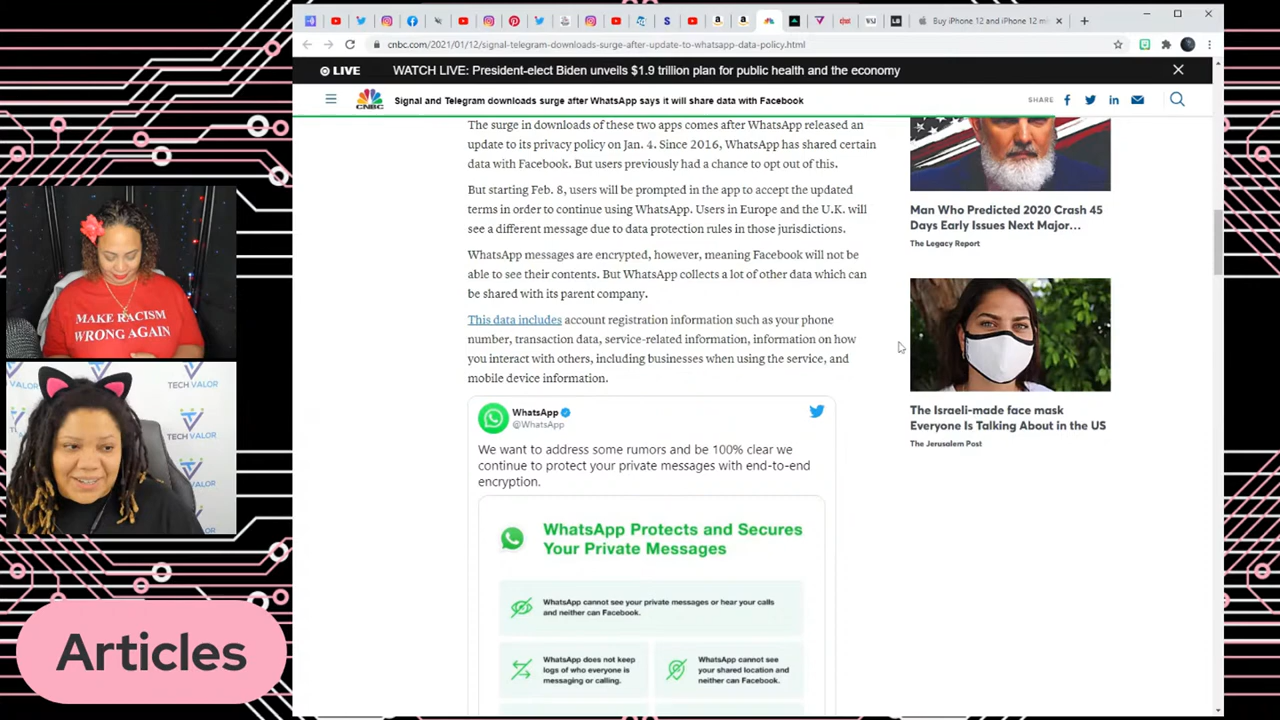 Buy iPhone 12 and iPhone 12 m
cnbc.com/2021/01/12/signal-telegram-downloads-surge-after-update-to-whatsapp-data-policy.html
LIVE WATCH LIVE: President-elect Biden unveils $1.9 trillion plan for public health and the economy
CNBC Signal and Telegram downloads surge after WhatsApp says it will share data with Facebook SHARE
The surge in downloads of these two apps comes after WhatsApp released an
update to its privacy policy on Jan. 4. Since 2016, WhatsApp has shared certain
data with Facebook. But users previously had a chance to opt out of this.
But starting Feb. 8, users will be prompted in the app to accept the updated
terms in order to continue using WhatsApp. Users in Europe and the U.K. will
see a different message due to data protection rules in those jurisdictions.
WhatsApp messages are encrypted, however, meaning Facebook will not be
able to see their contents. But WhatsApp collects a lot of other data which can
be shared with its parent company.
This data includes account registration information such as your phone
number, transaction data, service-related information, information on how
you interact with others, including businesses when using the service, and
mobile device information.
WhatsApp
@WhatsApp
We want to address some rumors and be 100% clear we
continue to protect your private messages with end-to-end
encryption.
WhatsApp Protects and Secures
Your Private Messages
WhatsApp cannot see your private messages or hear your calls
and neither can Facebook.
WhatsApp does not keep
logs of who everyone is
messaging or calling.
WhatsApp cannot see
your shared location and
neither can Facebook.
Man Who Predicted 2020 Crash 45
Days Early Issues Next Major...
The Legacy Report
The Israeli-made face mask
Everyone Is Talking About in the US
The Jerusalem Post
MAKE RACISM
WRONG AGAIN
TECH VALOR
TECH VALOR
Articles